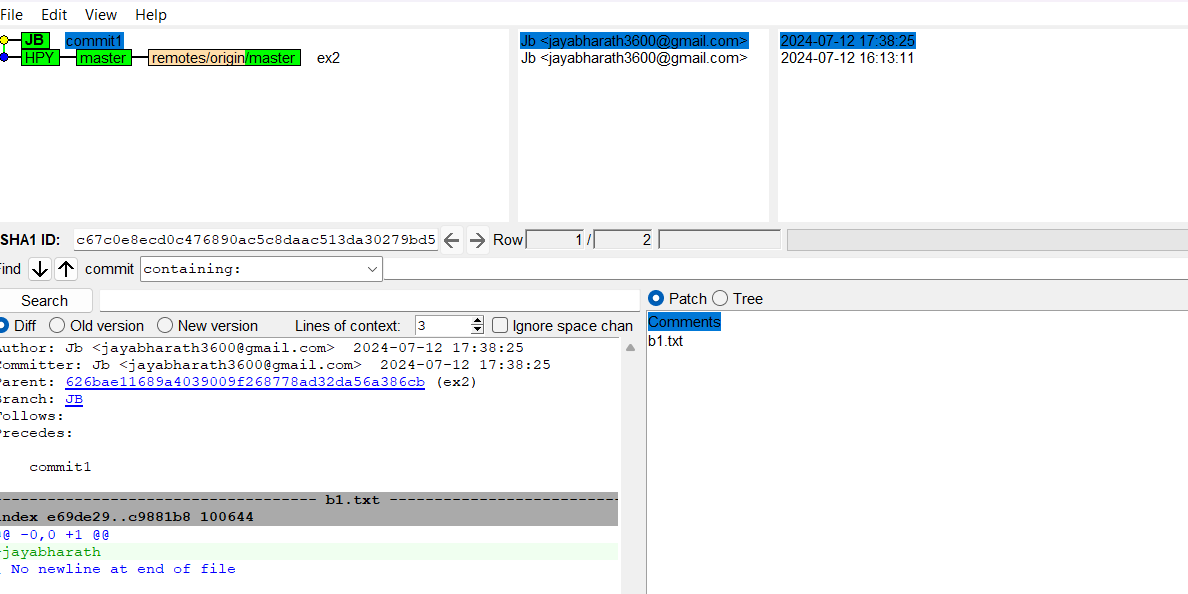 File Edit View Help
JB commit1 Jb <jayabharath3600@gmail.com> 2024-07-12 17:38:25
HPY master remotes/origin/master ex2 Jb <jayabharath3600@gmail.com> 2024-07-12 16:13:11
SHA1 ID: c67c0e8ecd0c476890ac5c8daac513da30279bd5 Row 1 / 2
ind commit containing:
Search
Patch Tree
Diff Old version New version Lines of context: 3 Ignore space chan
Comments
b1.txt
uthor: Jb <jayabharath3600@gmail.com> 2024-07-12 17:38:25
ommitter: Jb <jayabharath3600@gmail.com> 2024-07-12 17:38:25
arent: 626bae11689a4039009f268778ad32da56a386cb (ex2)
ranch: JB
ollows:
recedes:
commit1
----------------------------------- b1.txt -------------------------
ndex e69de29..c9881b8 100644
@ -0,0 +1 @@
jayabharath
No newline at end of file